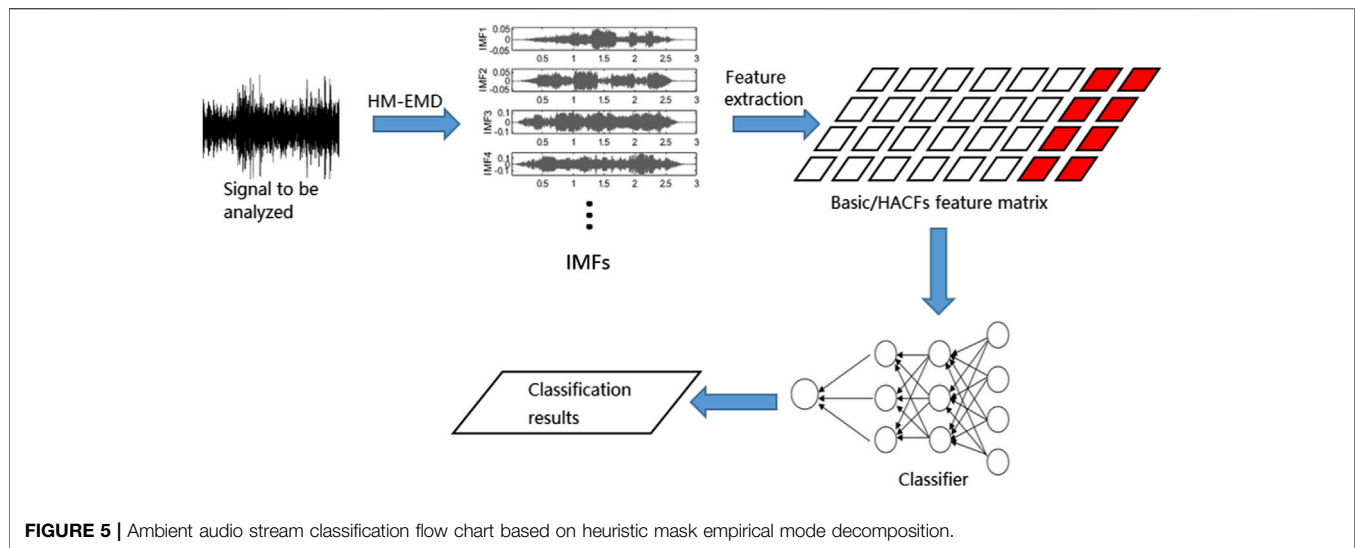 Signal to be
analyzed
HM-EMD
IMF1
0.05
0
-0.05
0.5 1 1.5 2 2.5 3
IMF2
0.05
0
-0.05
0.5 1 1.5 2 2.5 3
IMF3
0.1
0
-0.1
0.5 1 1.5 2 2.5 3
IMF4
0.1
0
-0.1
0.5 1 1.5 2 2.5 3
IMFs
Feature
extraction
Basic/HACFs feature matrix
Classifier
Classification
results
FIGURE 5 | Ambient audio stream classification flow chart based on heuristic mask empirical mode decomposition.